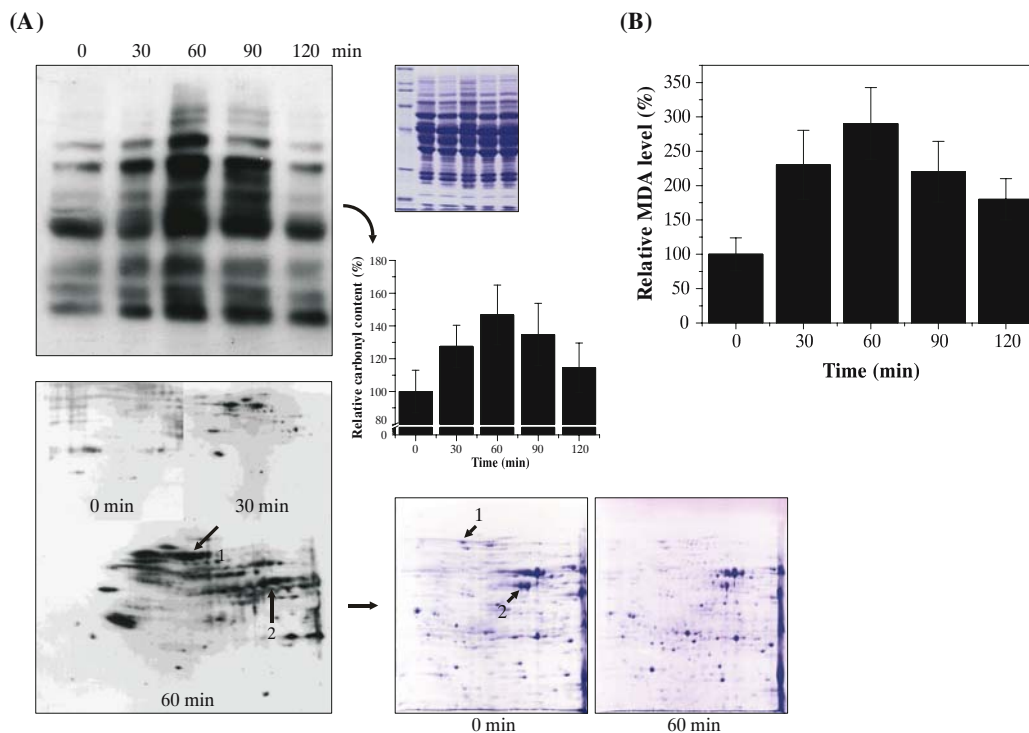 (A)
0 30 60 90 120 min
180
160
140
120
100
80
0
Relative carbonyl content (%)
0 30 60 90 120
Time (min)
0 min
30 min
1
2
60 min
1
2
0 min
60 min
(B)
350
300
250
200
150
100
50
0
Relative MDA level (%)
0 30 60 90 120
Time (min)